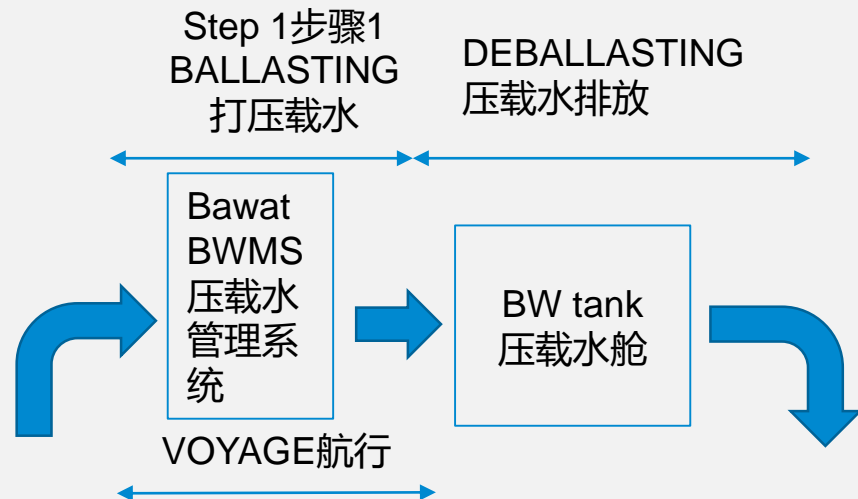 Step 1步骤1
BALLASTING
打压载水
DEBALLASTING
压载水排放
Bawat
BWMS
压载水
管理系
统
BW tank
压载水舱
VOYAGE航行